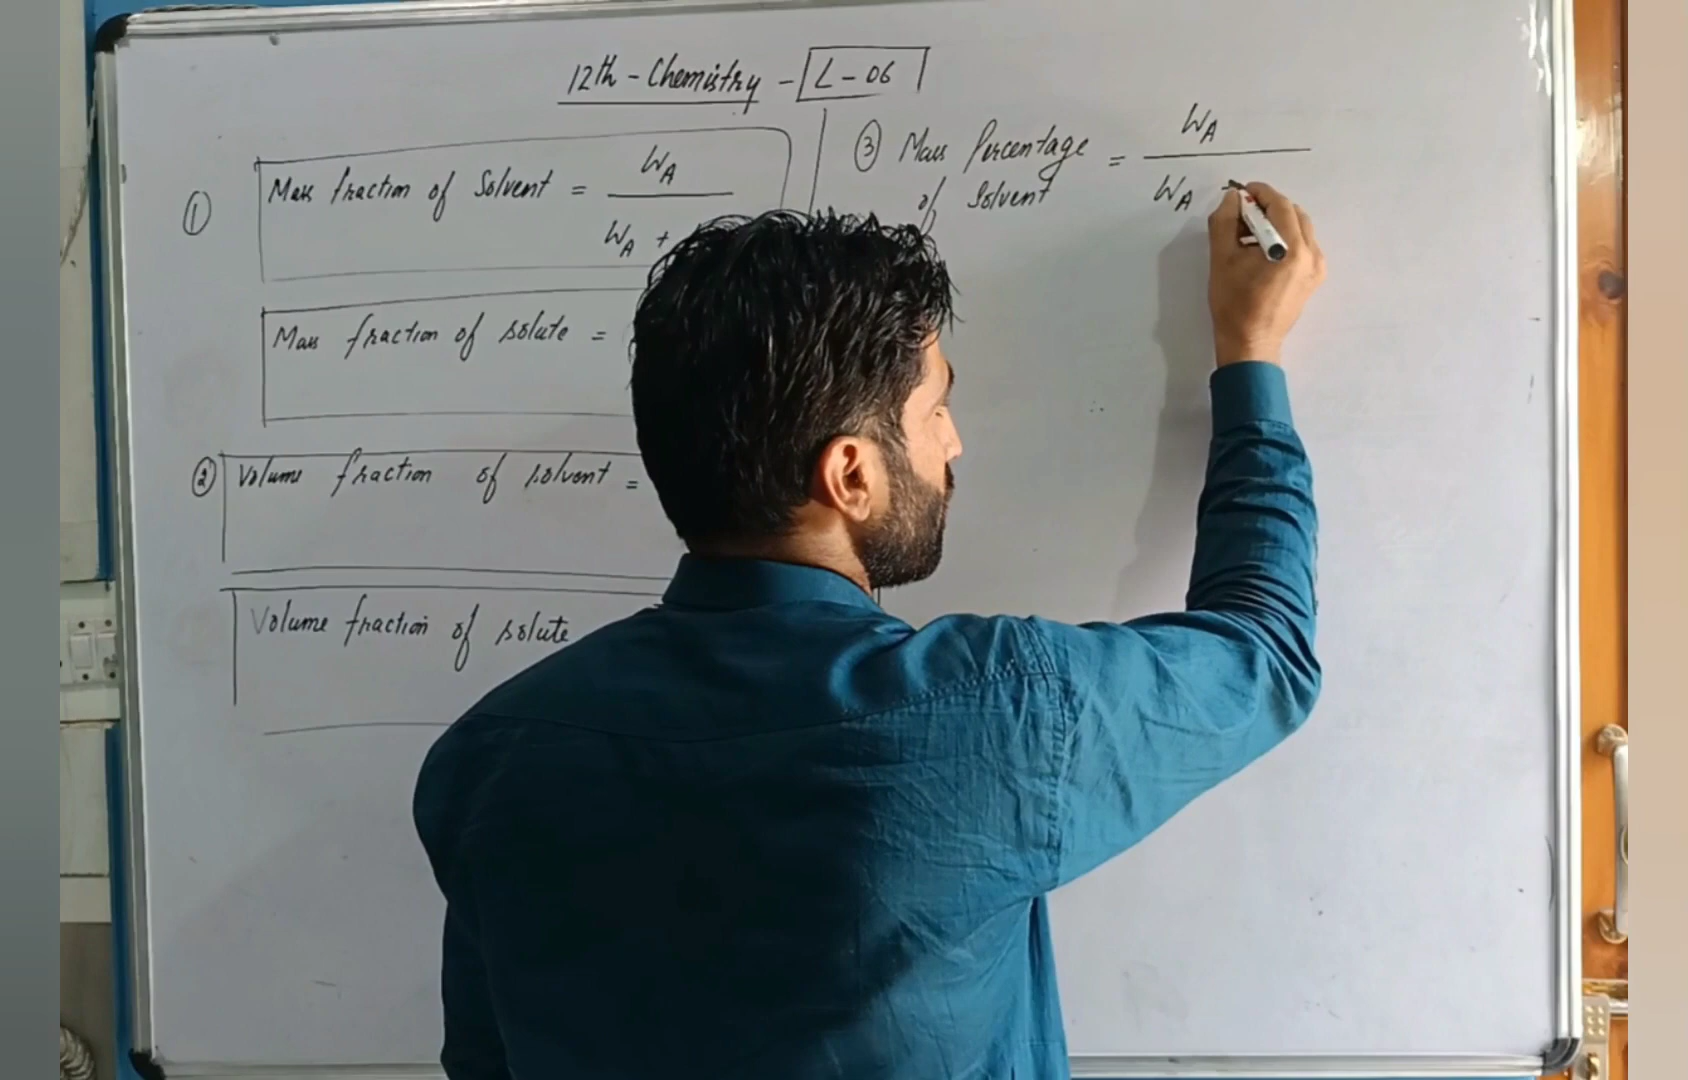 12th - Chemistry - L - 06
① Mass fraction of Solvent = W_A / W_A +
Mass fraction of solute =
② Volume fraction of solvent =
Volume fraction of solute
③ Mass Percentage of Solvent = W_A / W_A